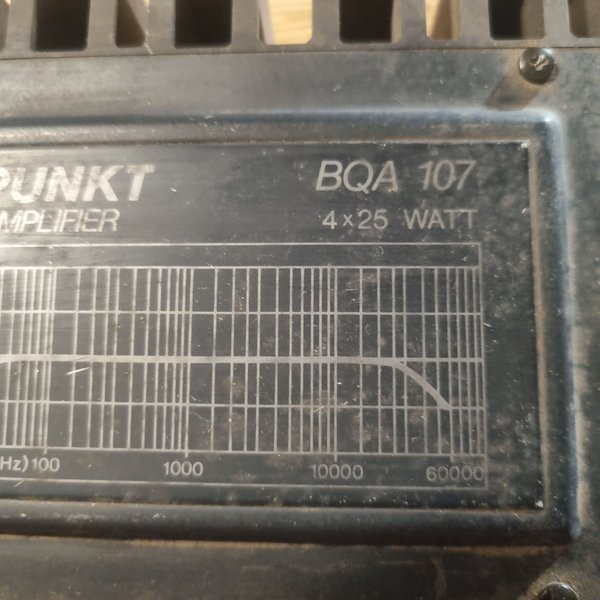 PUNKT BQA 107
MPLIFIER 4×25 WATT
Hz) 100 1000 10000 60000